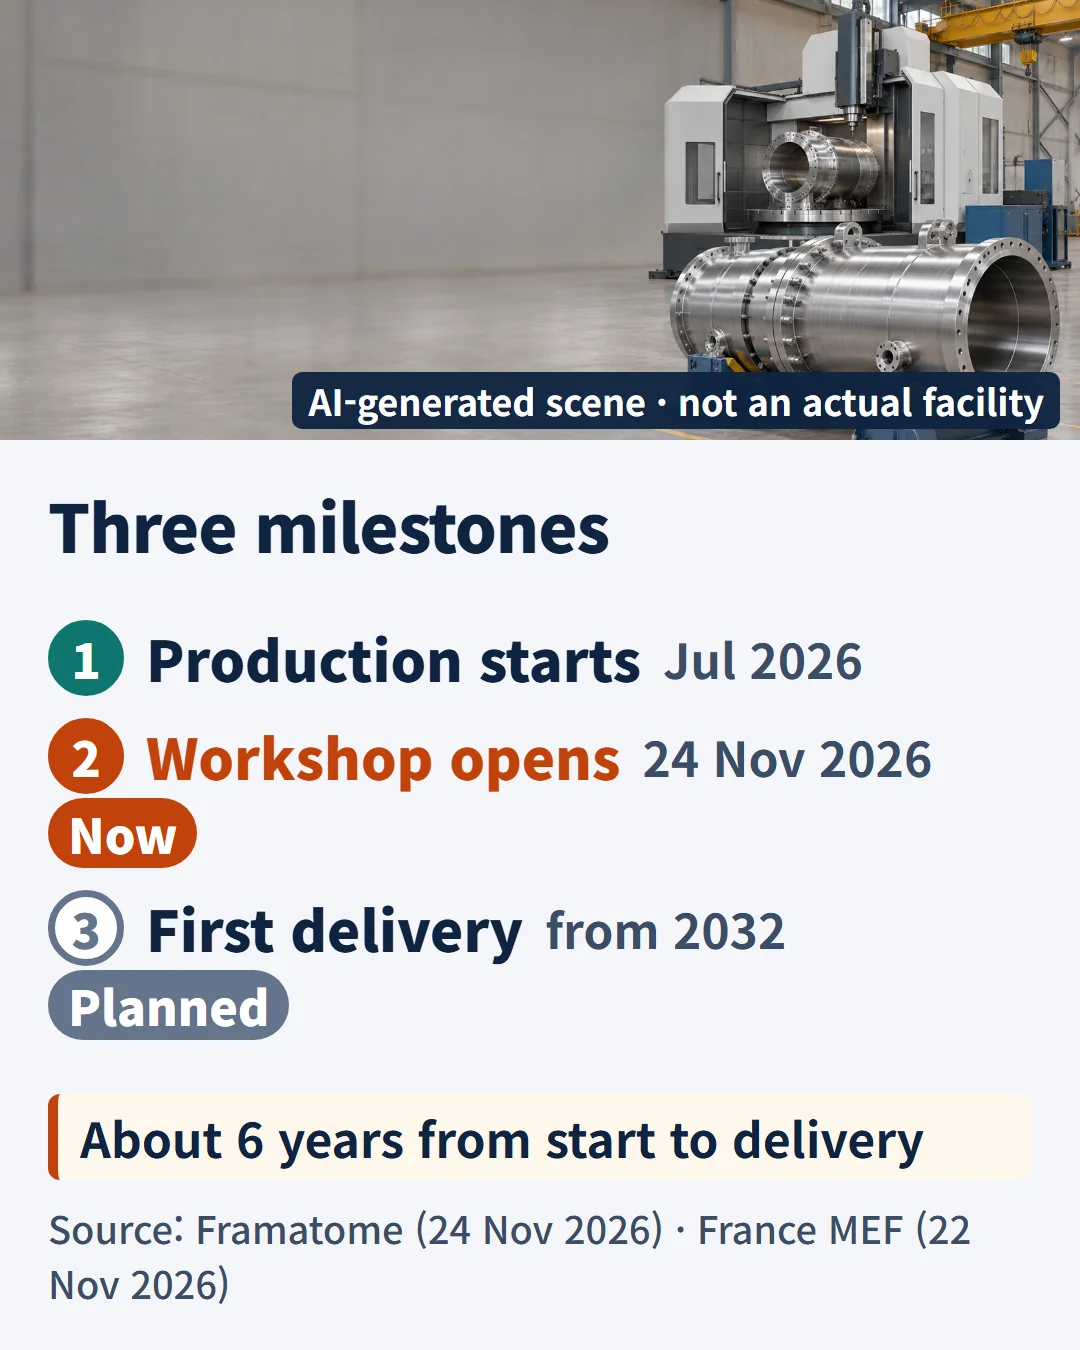 AI-generated scene · not an actual facility
Three milestones
1 Production starts Jul 2026
2 Workshop opens 24 Nov 2026
Now
3 First delivery from 2032
Planned
About 6 years from start to delivery
Source: Framatome (24 Nov 2026) · France MEF (22
Nov 2026)